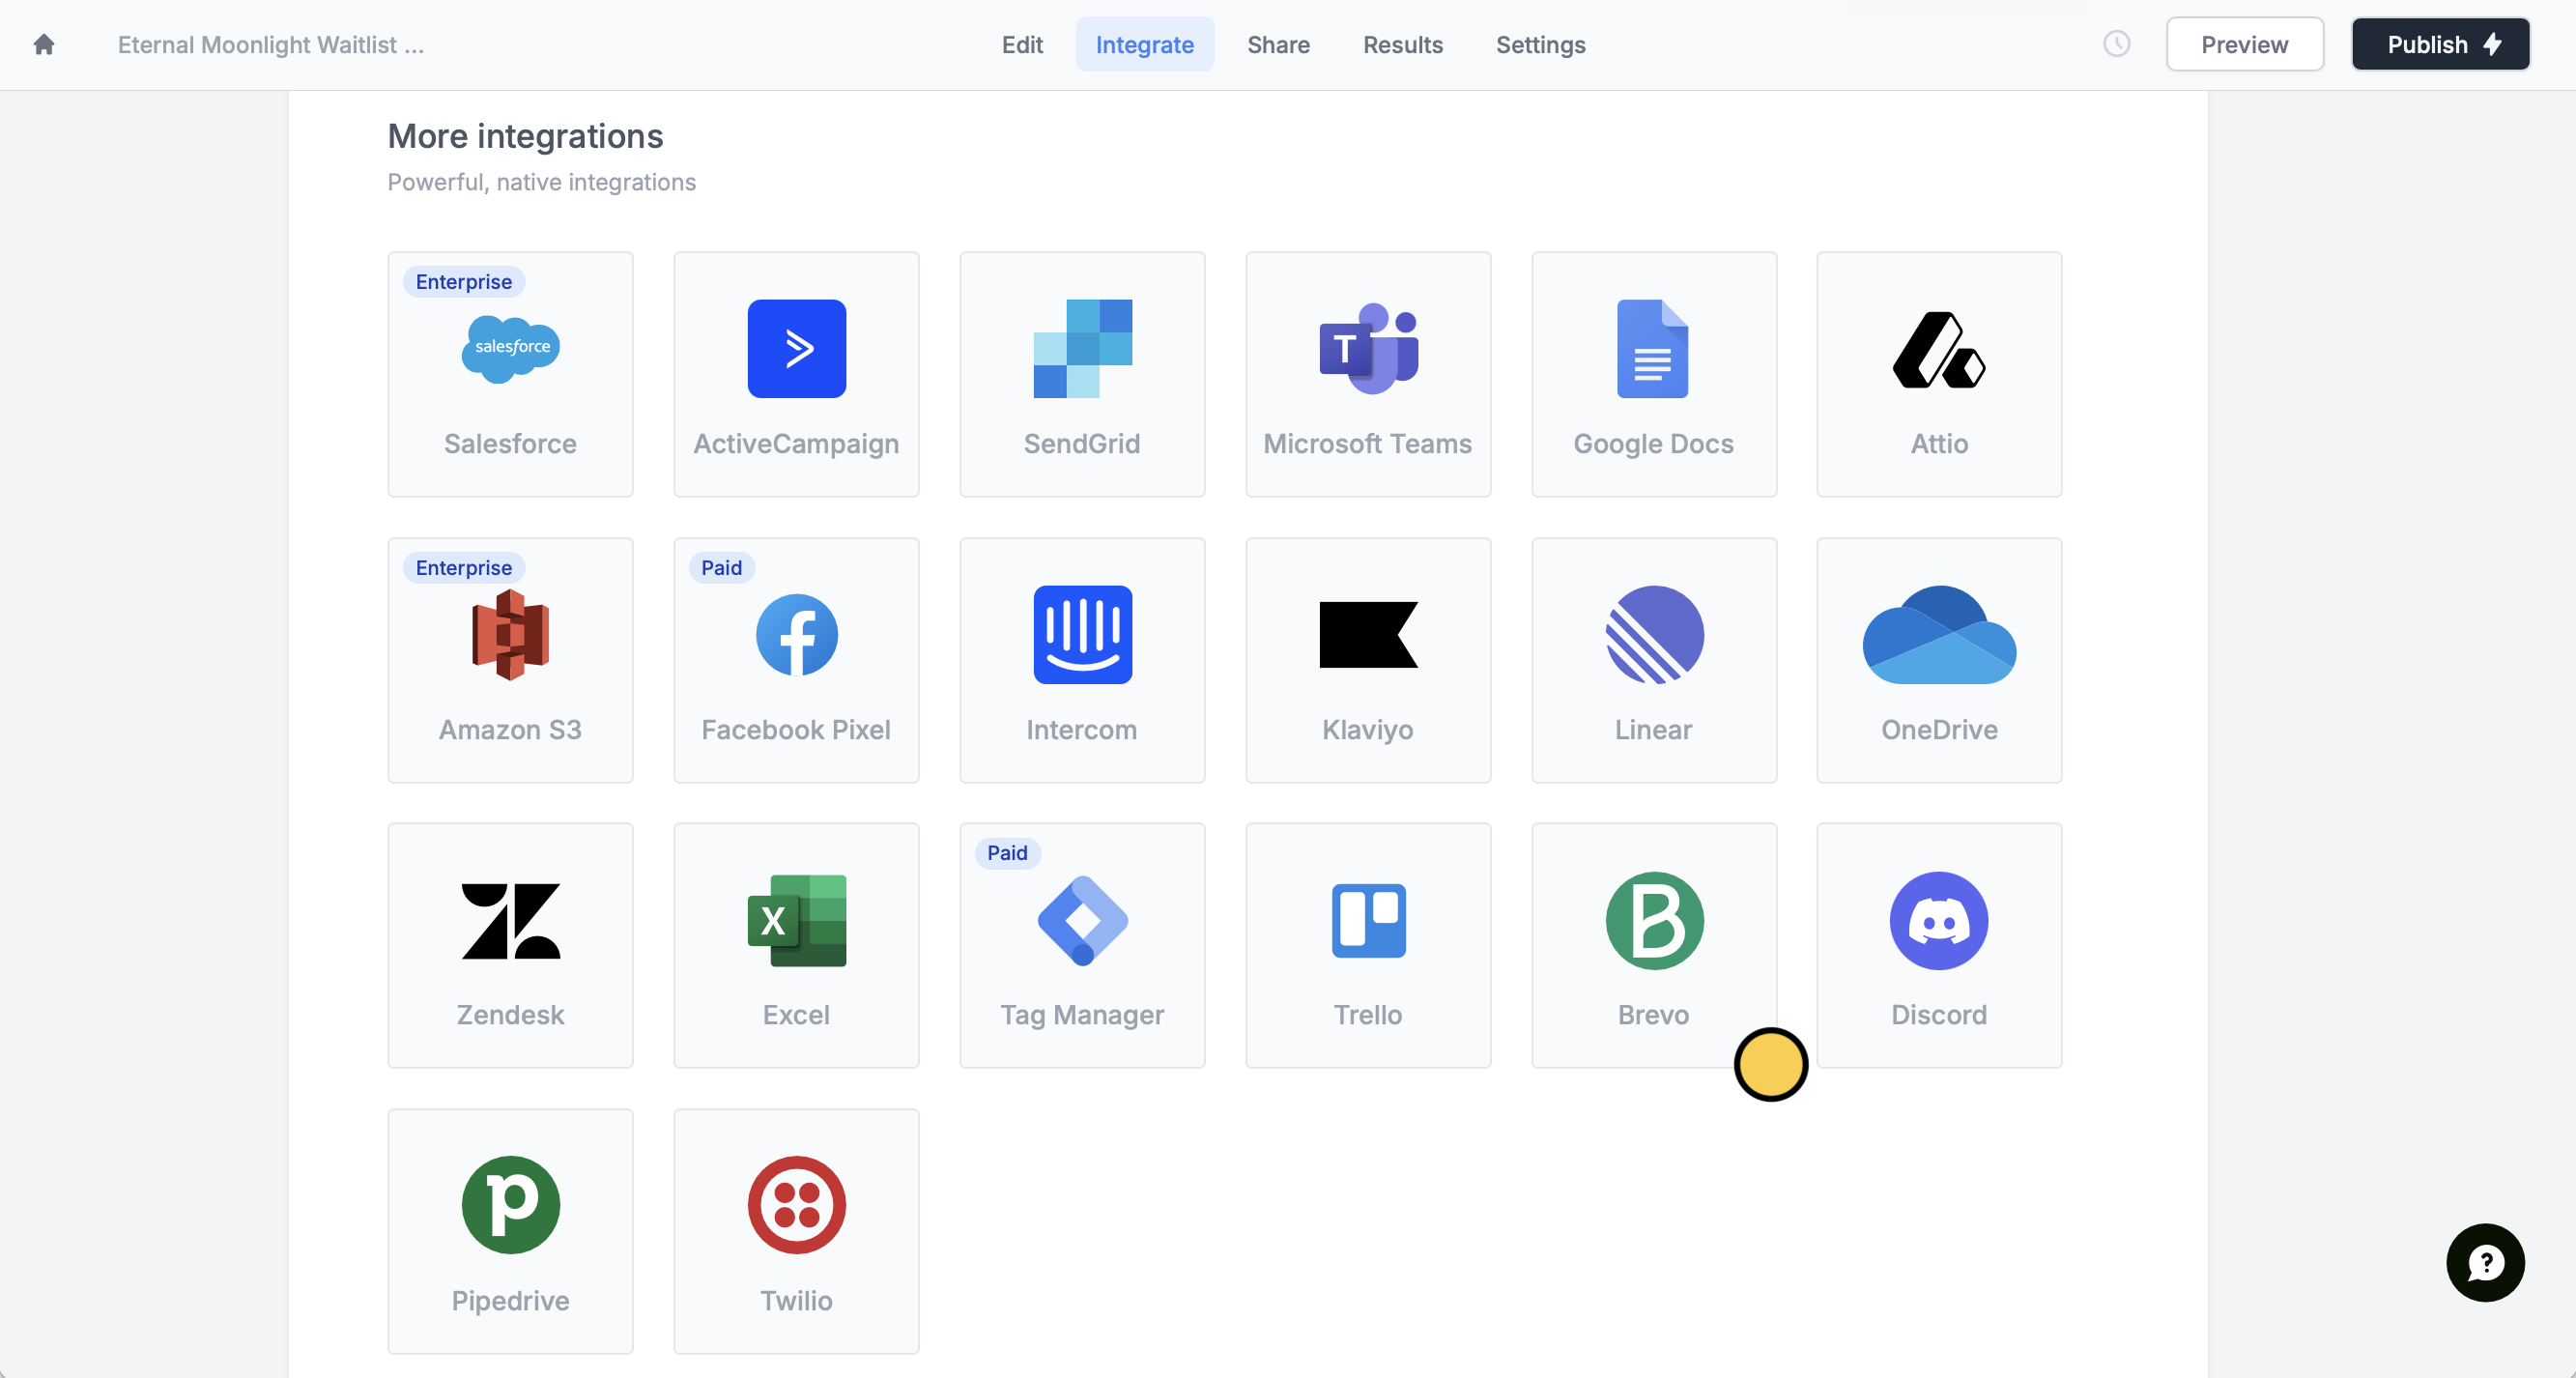 Eternal Moonlight Waitlist ...
Edit
Integrate
Share
Results
Settings
Preview
Publish
More integrations
Powerful, native integrations
Enterprise
salesforce
Salesforce
ActiveCampaign
SendGrid
T
Microsoft Teams
Google Docs
Attio
Enterprise
Amazon S3
Paid
Facebook Pixel
Intercom
Klaviyo
Linear
OneDrive
Zendesk
X
Excel
Paid
Tag Manager
Trello
B
Brevo
Discord
p
Pipedrive
Twilio
?